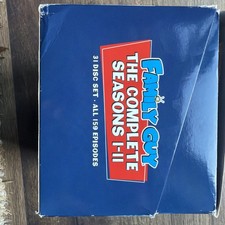 FAMILY GUY
THE COMPLETE
SEASONS 1-11
31 DISC SET · ALL 159 EPISODES